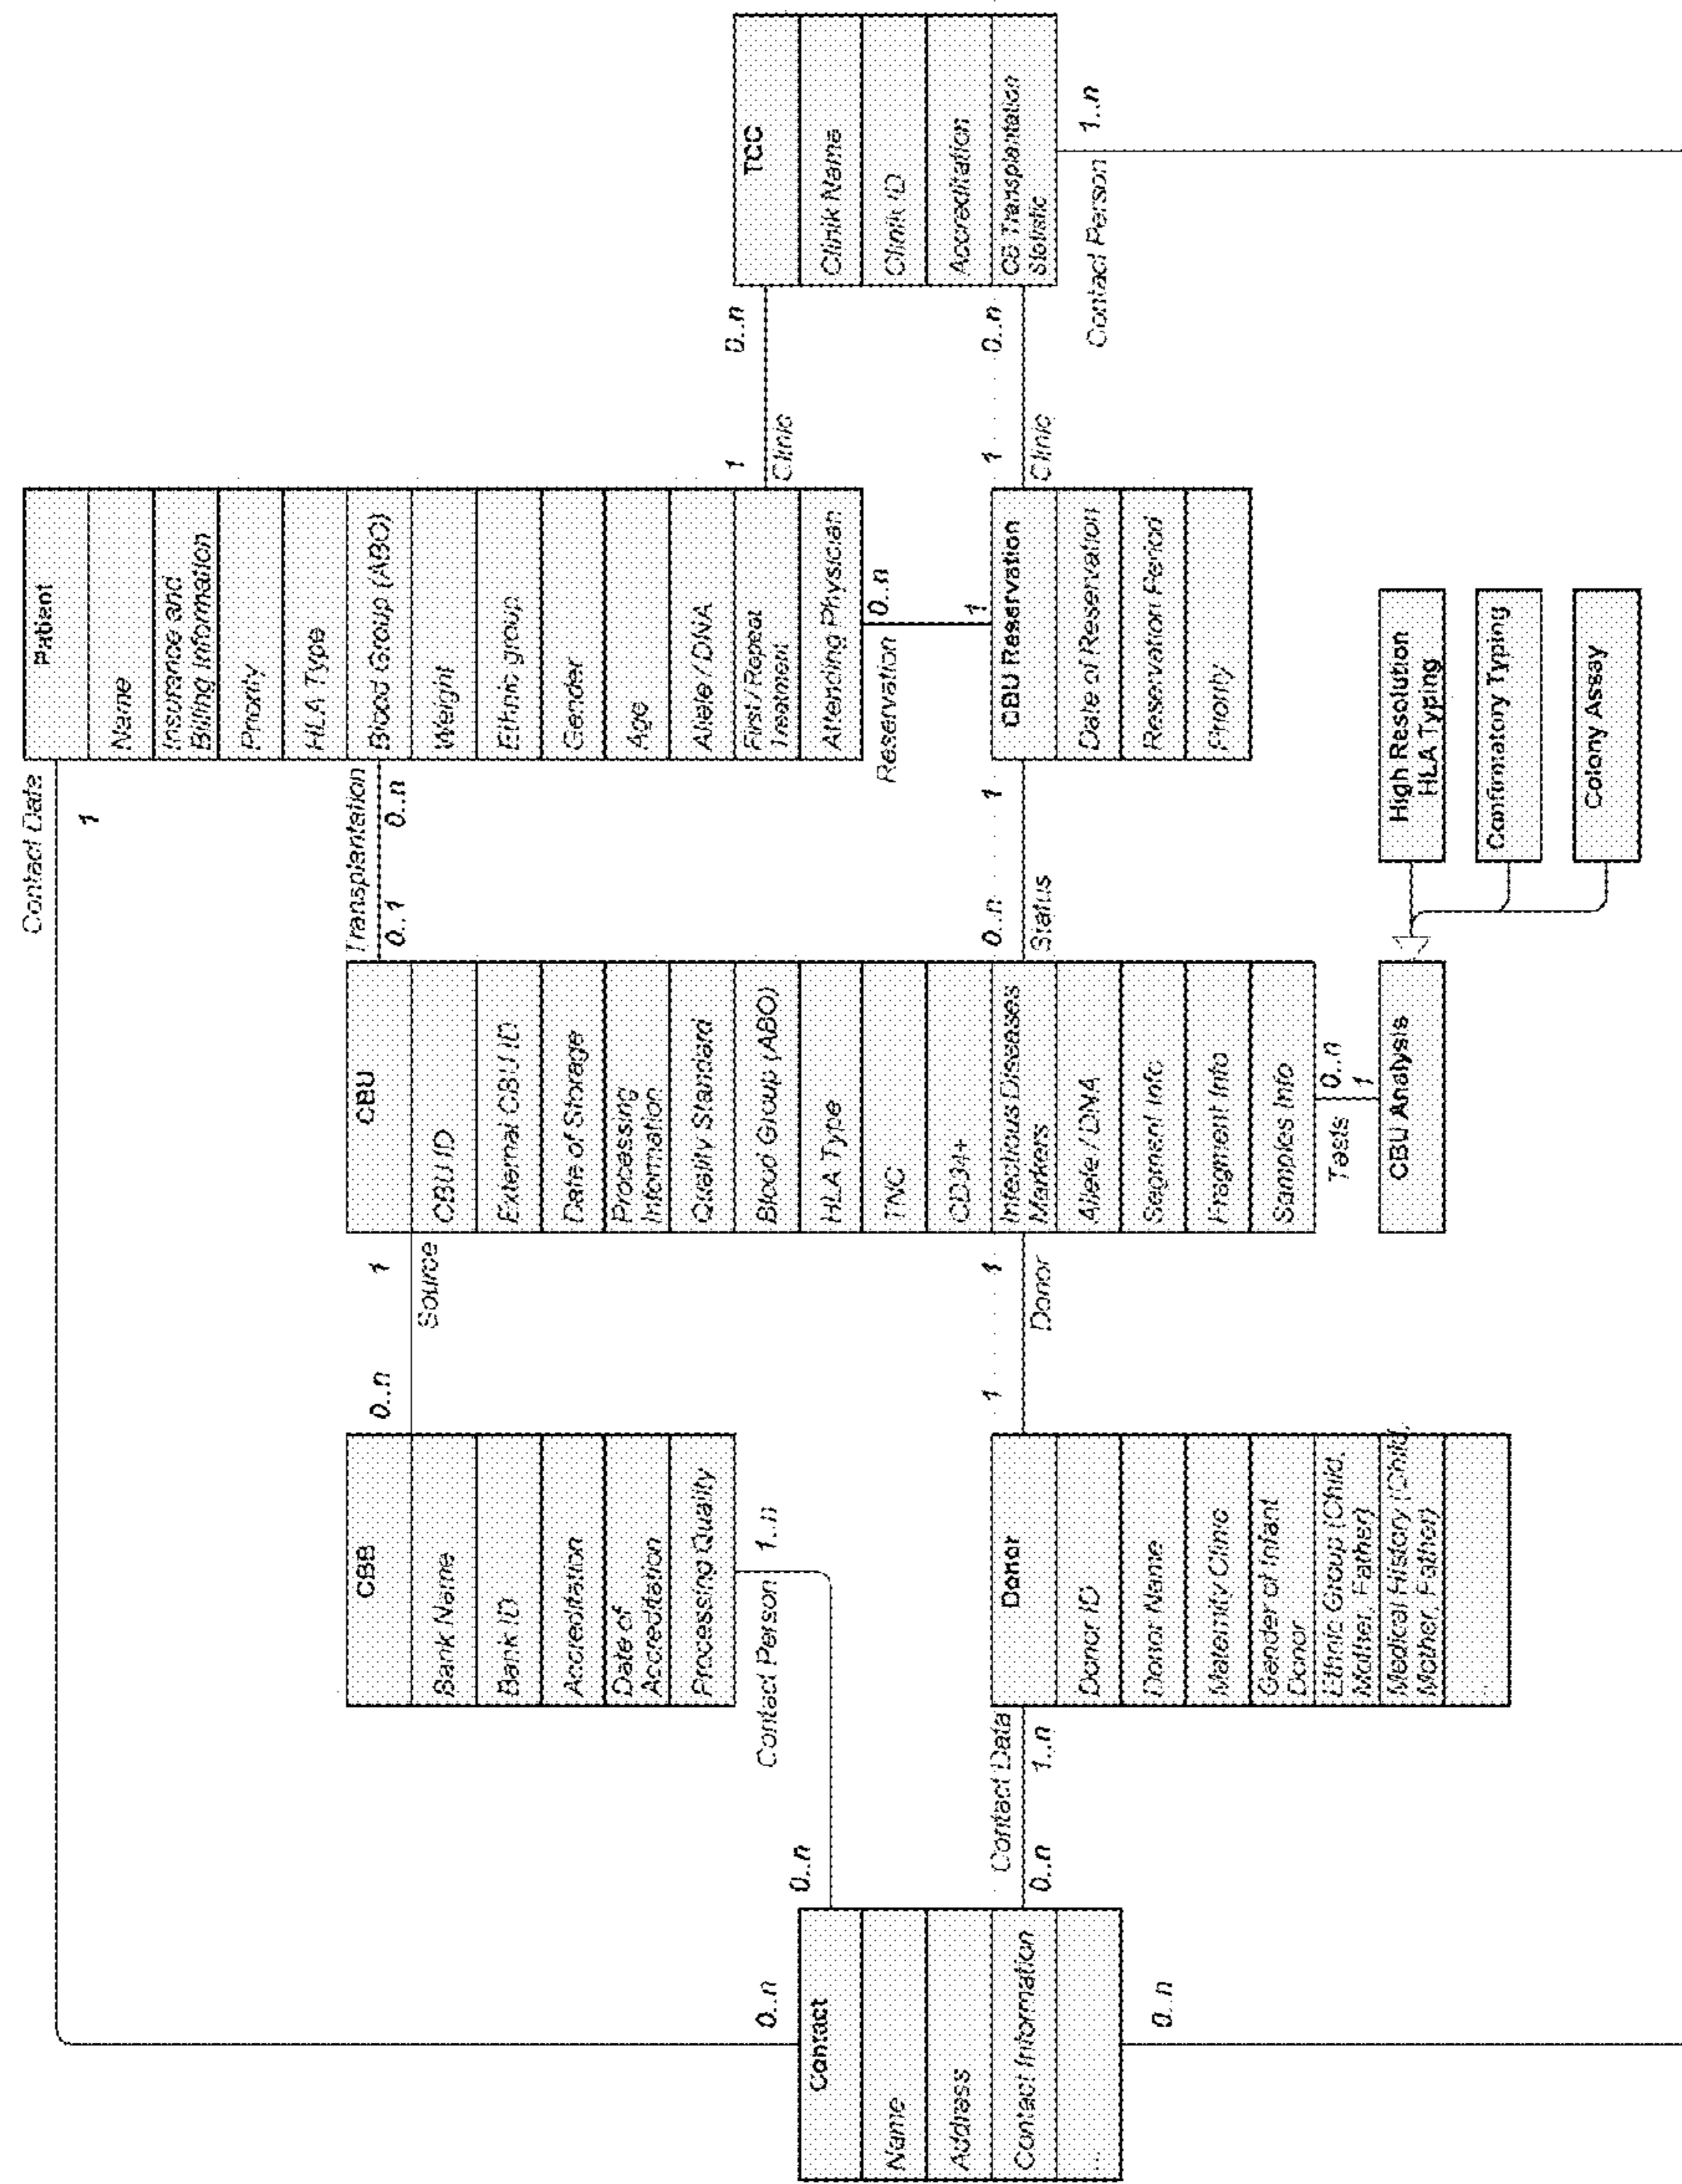 Contact Date
1
Patient
Name
Insurance and
Billing Information
Priority
HLA Type
Blood Group (ABO)
Weight
Ethnic group
Gender
Age
Allele / DNA
First / Repeat
Treatment
Attending Physician
Transplantation
0..1
0..n
1
0..n
Clinic
TCC
Clinik Name
Clinik ID
Accreditation
CB Transplantation
Statistic
1..n
Contact Person
CBB
Bank Name
Bank ID
Accreditation
Date of
Accreditation
Processing Quality
0..n
1
Source
CBU
CBU ID
External CBU ID
Date of Storage
Processing
Information
Quality Standard
Blood Group (ABO)
HLA Type
TNC
CD34+
Infectious Diseases
Markers
Allele / DNA
Segment Info
Fragment Info
Samples Info
Reservation
0..n
1
0..n
1
Status
CBU Reservation
Date of Reservation
Reservation Period
Priority
1
0..n
Clinic
0..n
0..n
Contact Person
1..n
Contact
Name
Address
Contact Information
...
Contact Data
0..n
1..n
Donor
Donor ID
Donor Name
Maternity Clinic
Gender of Infant
Donor
Ethnic Group (Child,
Mother, Father)
Medical History (Child,
Mother, Father)
1
1
Donor
Tests
0..n
1
CBU Analysis
High Resolution
HLA Typing
Confirmatory Typing
Colony Assay
0..n